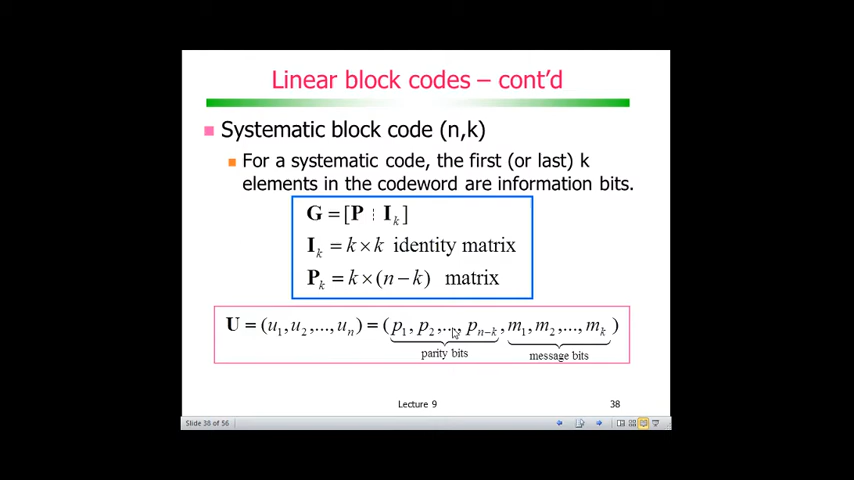 Linear block codes – cont'd
Systematic block code (n,k)
For a systematic code, the first (or last) k
elements in the codeword are information bits.
G = [P ⋮ I_k]
I_k = k × k identity matrix
P_k = k × (n − k) matrix
U = (u_1, u_2, ..., u_n) = (p_1, p_2, ..., p_{n−k}, m_1, m_2, ..., m_k)
parity bits message bits
Lecture 9 38
Slide 38 of 56